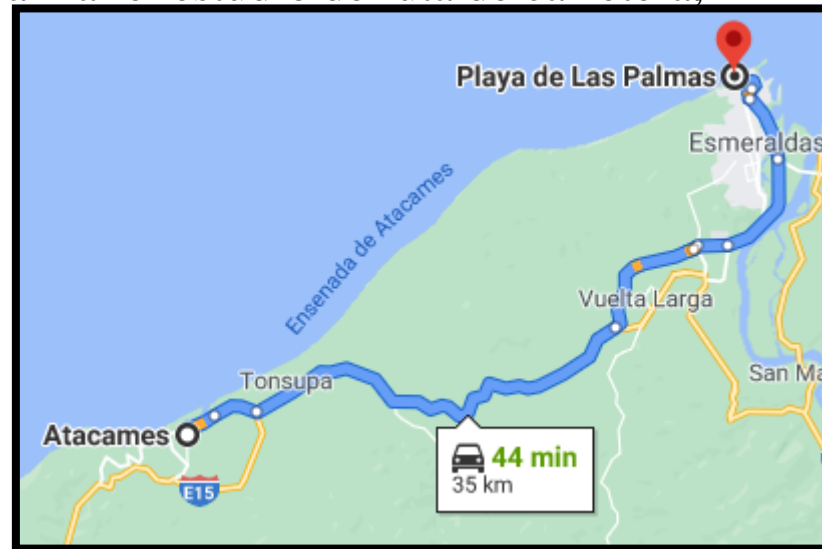 Playa de Las Palmas
Esmeraldas
Ensenada de Atacames
Vuelta Larga
San Ma
Tonsupa
Atacames
44 min
35 km
E15